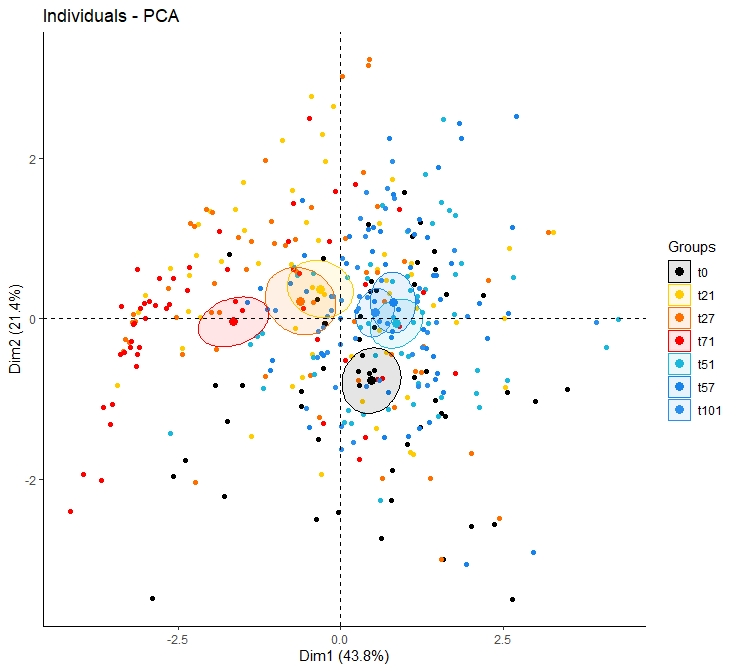 Individuals - PCA
Dim2 (21.4%)
2
0
-2
-2.5
0.0
2.5
Dim1 (43.8%)
Groups
t0
t21
t27
t71
t51
t57
t101